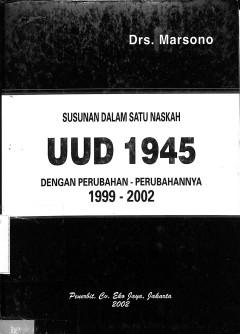 Drs. Marsono
SUSUNAN DALAM SATU NASKAH
UUD 1945
DENGAN PERUBAHAN - PERUBAHANNYA
1999 - 2002
Penerbit. Cv. Eko Jaya, Jakarta
2002